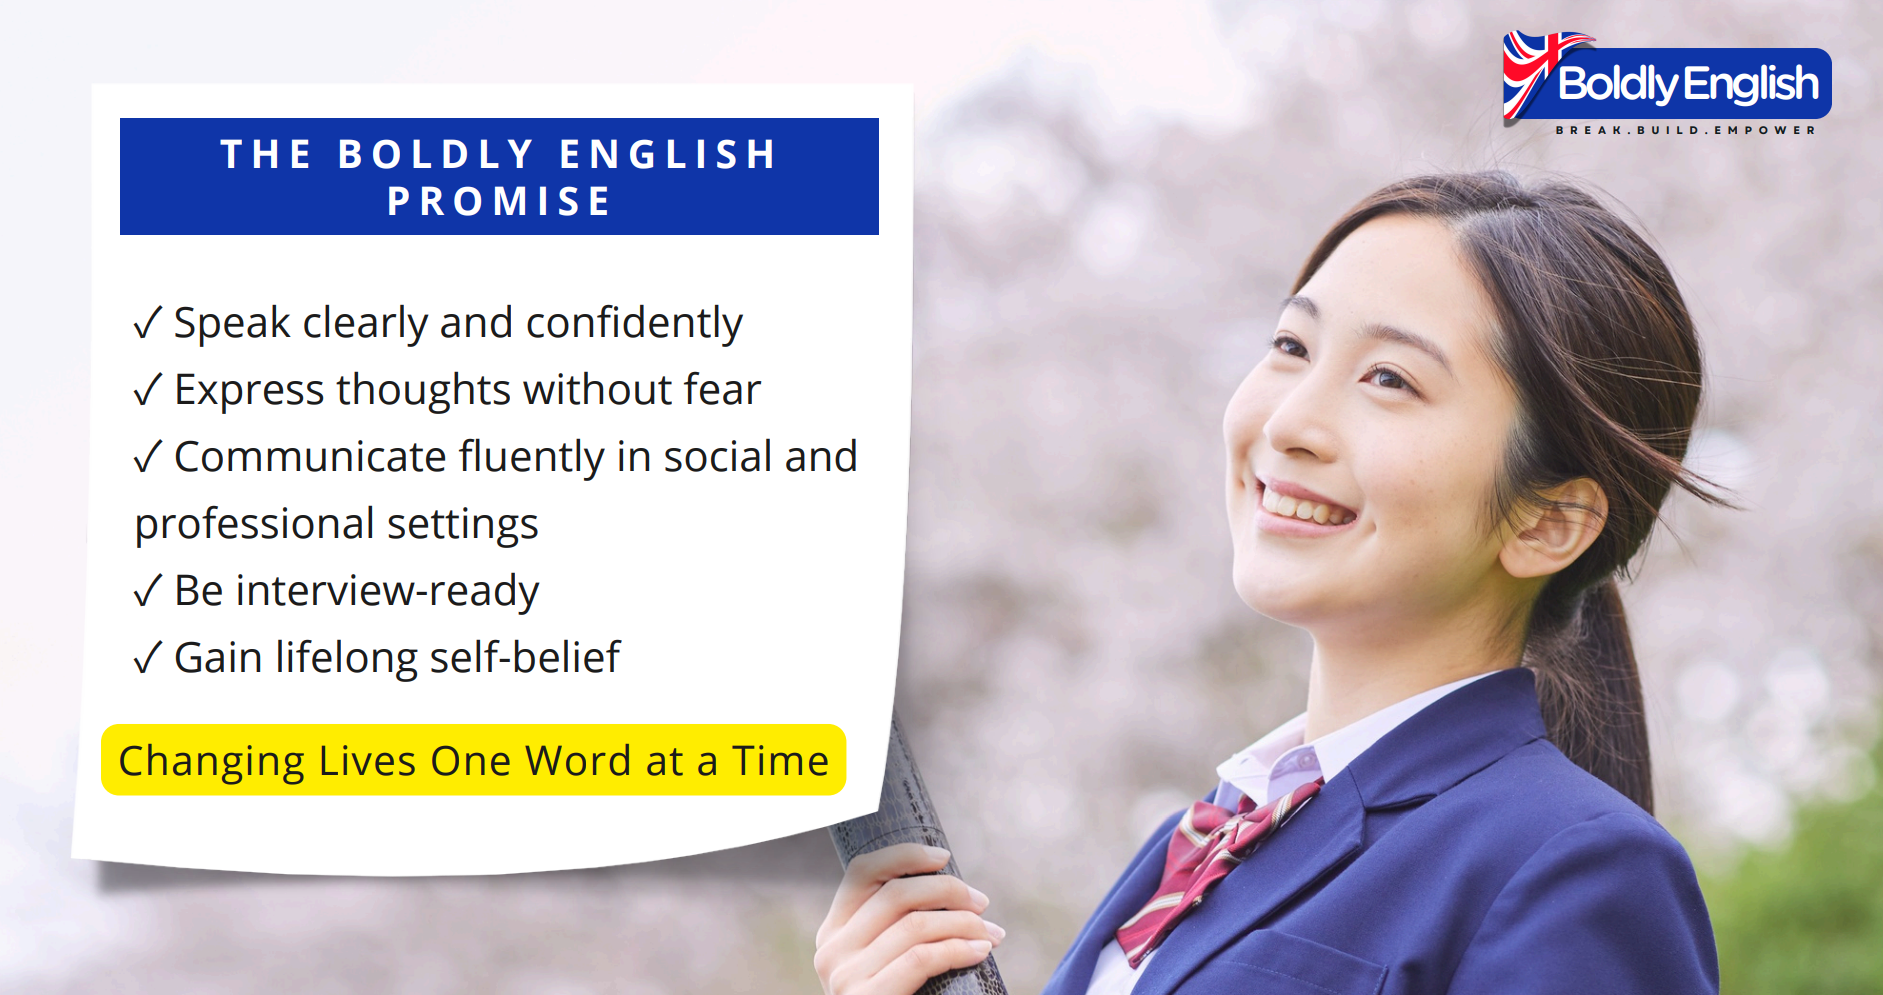 Boldly English
BREAK.BUILD.EMPOWER
THE BOLDLY ENGLISH
PROMISE
✓ Speak clearly and confidently
✓ Express thoughts without fear
✓ Communicate fluently in social and
professional settings
✓ Be interview-ready
✓ Gain lifelong self-belief
Changing Lives One Word at a Time